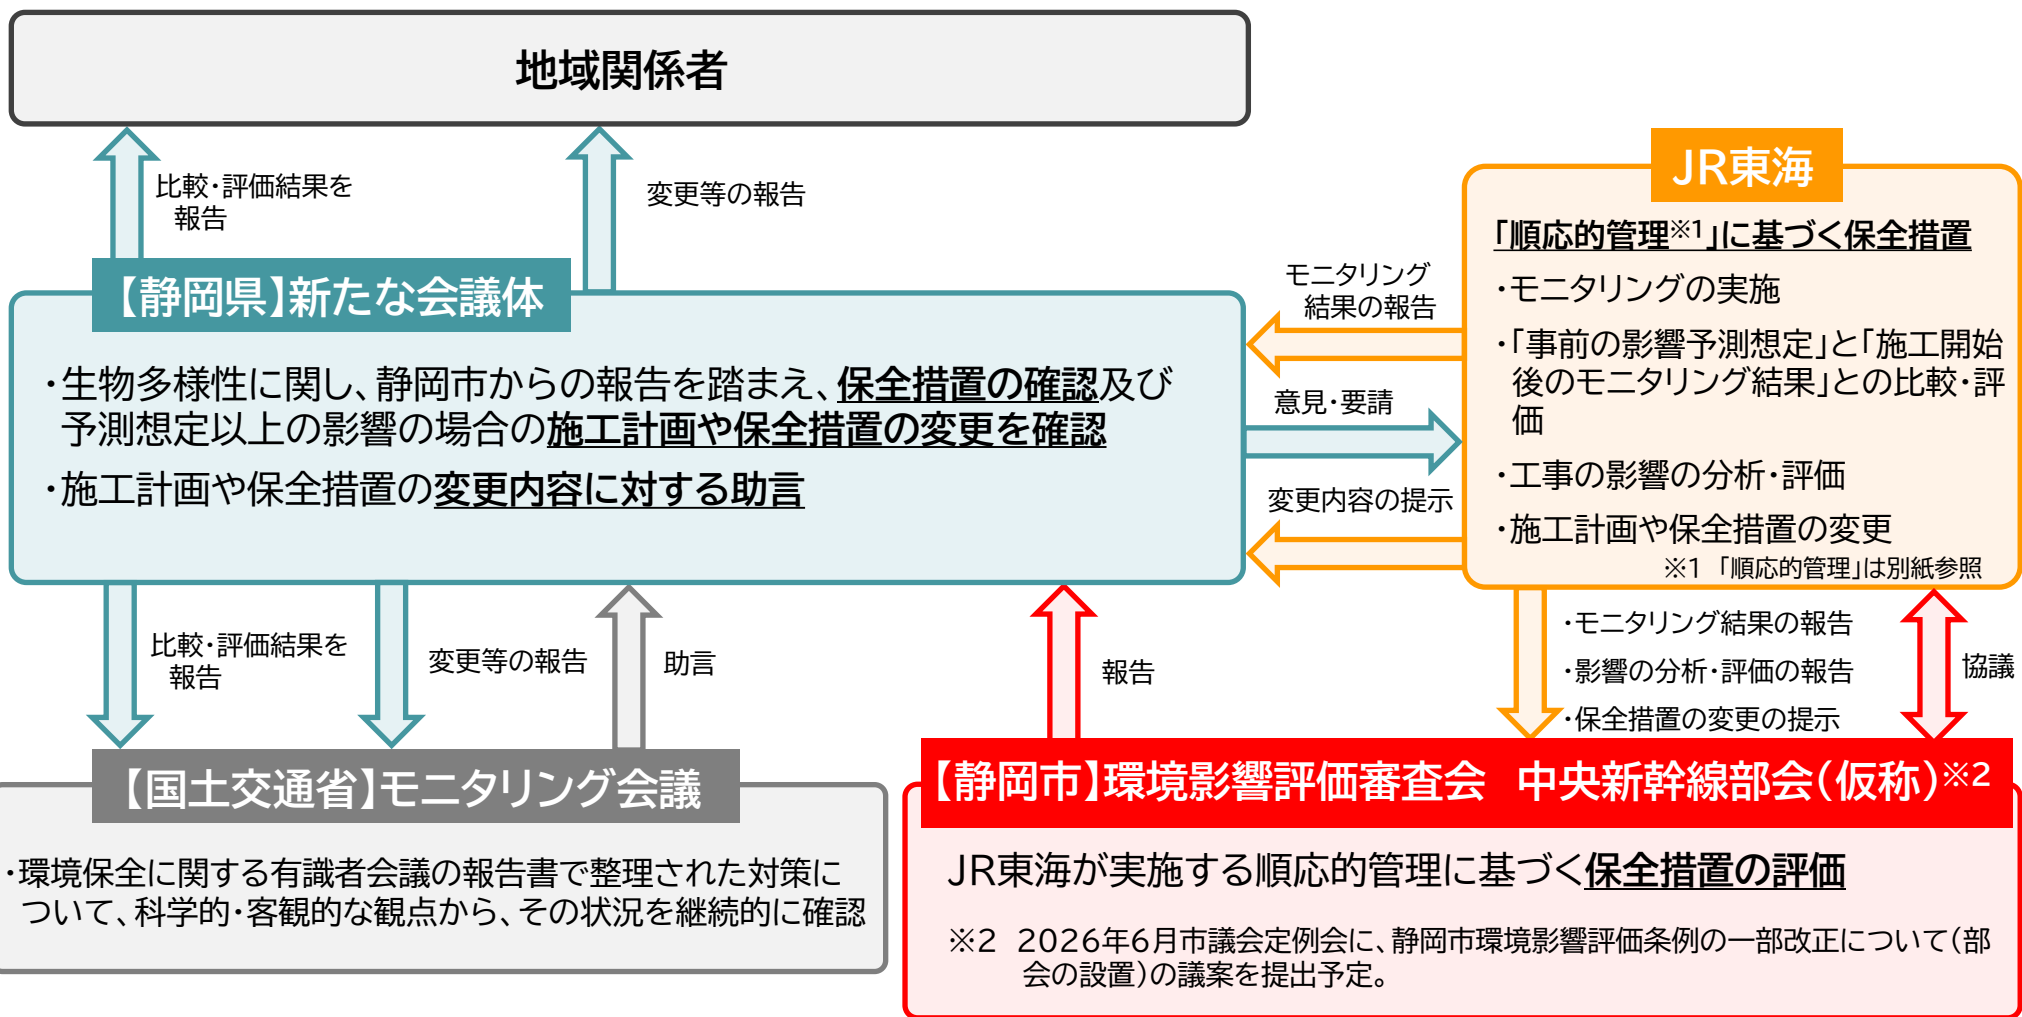 地域関係者
比較・評価結果を
報告
変更等の報告
【静岡県】新たな会議体
・生物多様性に関し、静岡市からの報告を踏まえ、保全措置の確認及び
予測想定以上の影響の場合の施工計画や保全措置の変更を確認
・施工計画や保全措置の変更内容に対する助言
モニタリング
結果の報告
意見・要請
変更内容の提示
JR東海
「順応的管理※1」に基づく保全措置
・モニタリングの実施
・「事前の影響予測想定」と「施工開始
後のモニタリング結果」との比較・評
価
・工事の影響の分析・評価
・施工計画や保全措置の変更
※1 「順応的管理」は別紙参照
比較・評価結果を
報告
変更等の報告
助言
報告
・モニタリング結果の報告
・影響の分析・評価の報告
・保全措置の変更の提示
協議
【国土交通省】モニタリング会議
・環境保全に関する有識者会議の報告書で整理された対策に
ついて、科学的・客観的な観点から、その状況を継続的に確認
【静岡市】環境影響評価審査会　中央新幹線部会(仮称)※2
JR東海が実施する順応的管理に基づく保全措置の評価
※2　2026年6月市議会定例会に、静岡市環境影響評価条例の一部改正について(部
会の設置)の議案を提出予定。